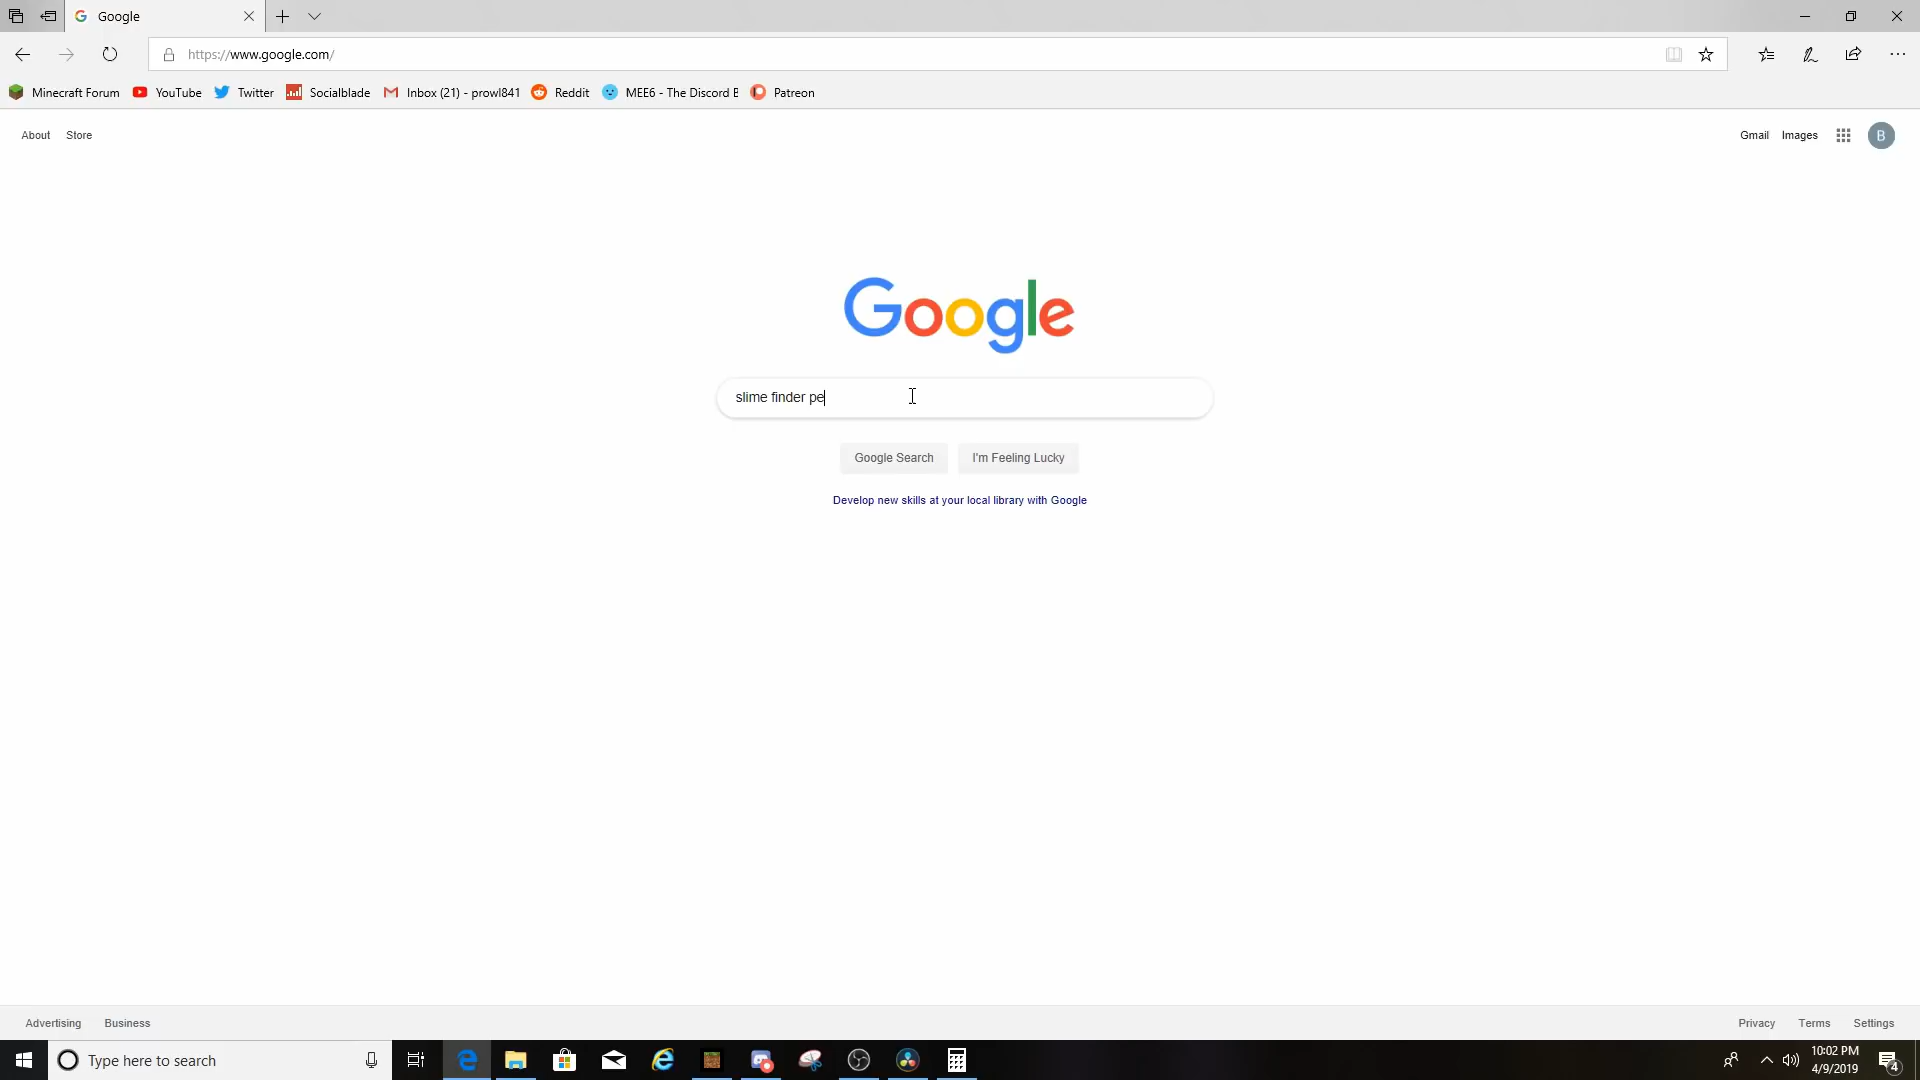 Google
https://www.google.com/
Minecraft Forum YouTube Twitter Socialblade Inbox (21) - prowl841 Reddit MEE6 - The Discord B Patreon
About Store Gmail Images B
Google
slime finder pe
Google Search I'm Feeling Lucky
Develop new skills at your local library with Google
Advertising Business Privacy Terms Settings
Type here to search
10:02 PM
4/9/2019
4